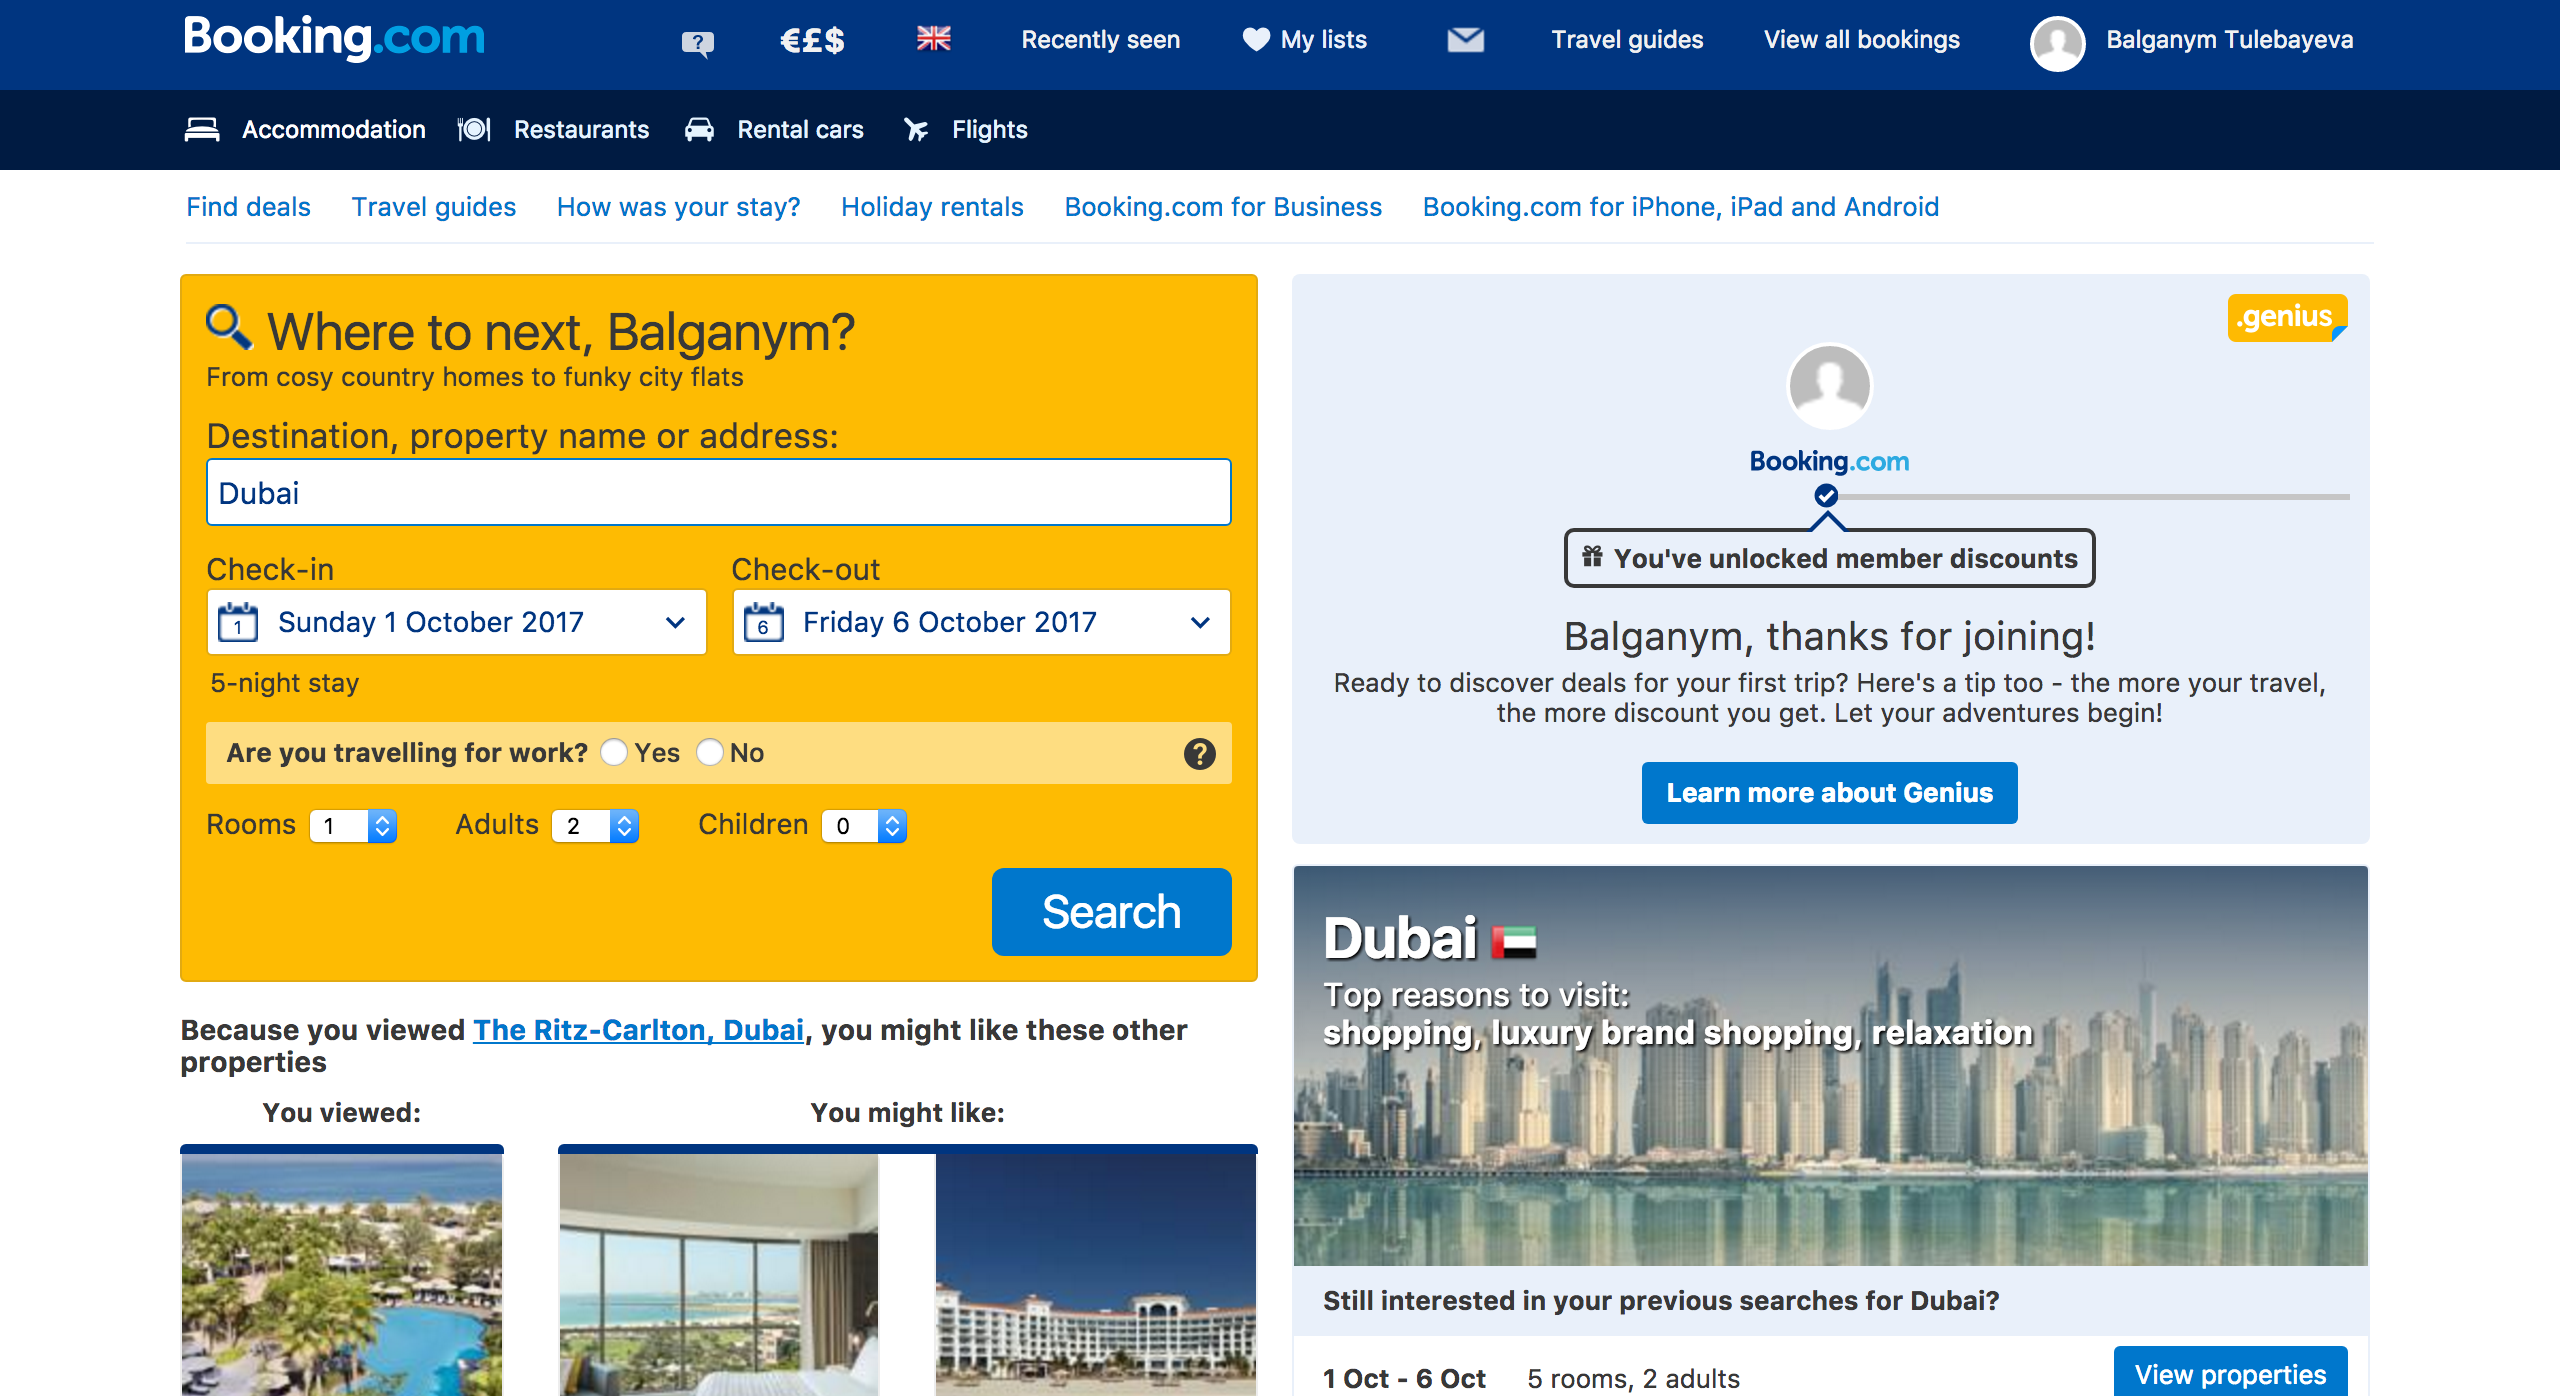 Booking.com
?
€£$
Recently seen
My lists
Travel guides
View all bookings
Balganym Tulebayeva
Accommodation
Restaurants
Rental cars
Flights
Find deals
Travel guides
How was your stay?
Holiday rentals
Booking.com for Business
Booking.com for iPhone, iPad and Android
Where to next, Balganym?
From cosy country homes to funky city flats
Destination, property name or address:
Dubai
Check-in
Check-out
1
Sunday 1 October 2017
6
Friday 6 October 2017
5-night stay
Are you travelling for work? Yes No
?
Rooms 1 Adults 2 Children 0
Search
Because you viewed The Ritz-Carlton, Dubai, you might like these other
properties
You viewed:
You might like:
.genius
Booking.com
You've unlocked member discounts
Balganym, thanks for joining!
Ready to discover deals for your first trip? Here's a tip too - the more your travel,
the more discount you get. Let your adventures begin!
Learn more about Genius
Dubai
Top reasons to visit:
shopping, luxury brand shopping, relaxation
Still interested in your previous searches for Dubai?
1 Oct - 6 Oct 5 rooms, 2 adults
View properties